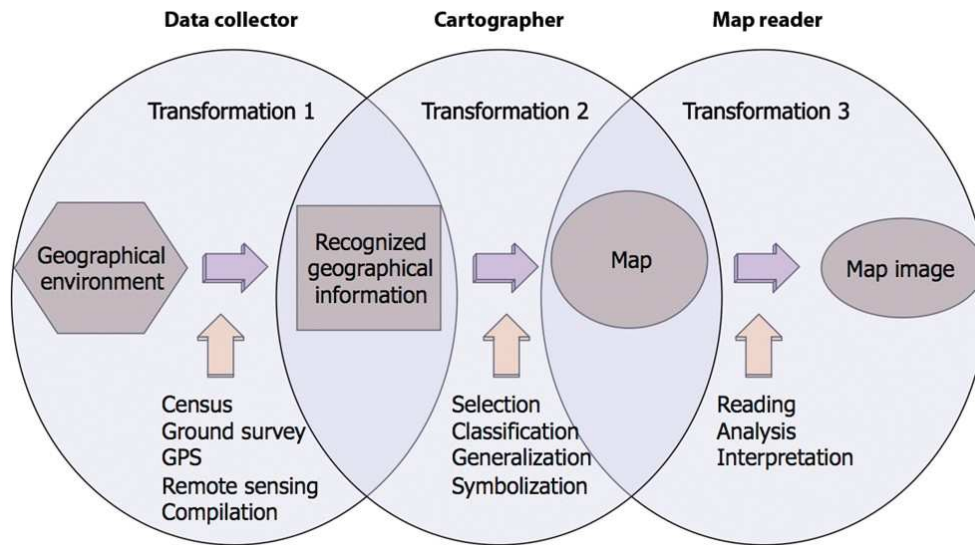 Data collector
Cartographer
Map reader
Transformation 1
Transformation 2
Transformation 3
Geographical
environment
Recognized
geographical
information
Map
Map image
Census
Ground survey
GPS
Remote sensing
Compilation
Selection
Classification
Generalization
Symbolization
Reading
Analysis
Interpretation